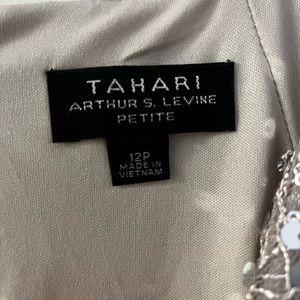 TAHARI
ARTHUR S. LEVINE
PETITE
12P
MADE IN
VIETNAM